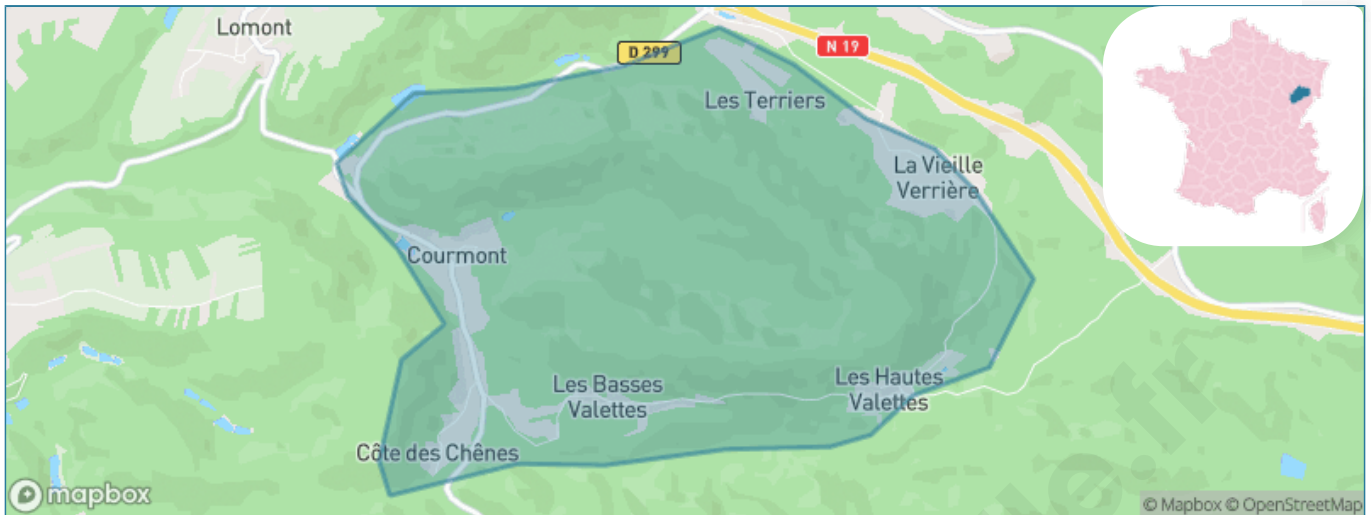 Lomont
D 299
N 19
Les Terriers
La Vieille
Verrière
Courmont
Les Basses
Valettes
Les Hautes
Valettes
Côte des Chênes
mapbox
© Mapbox © OpenStreetMap